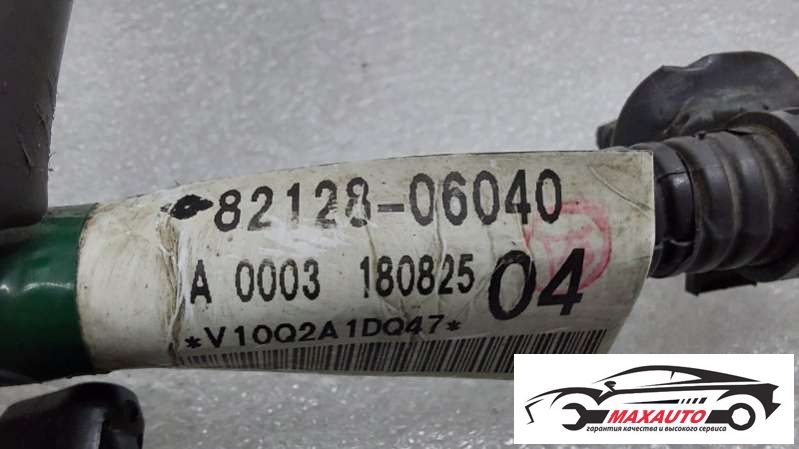 82128-06040
A 0003 180825 04
*V10Q2A1DQ47*
MAXAUTO
гарантия качества и высокого сервиса